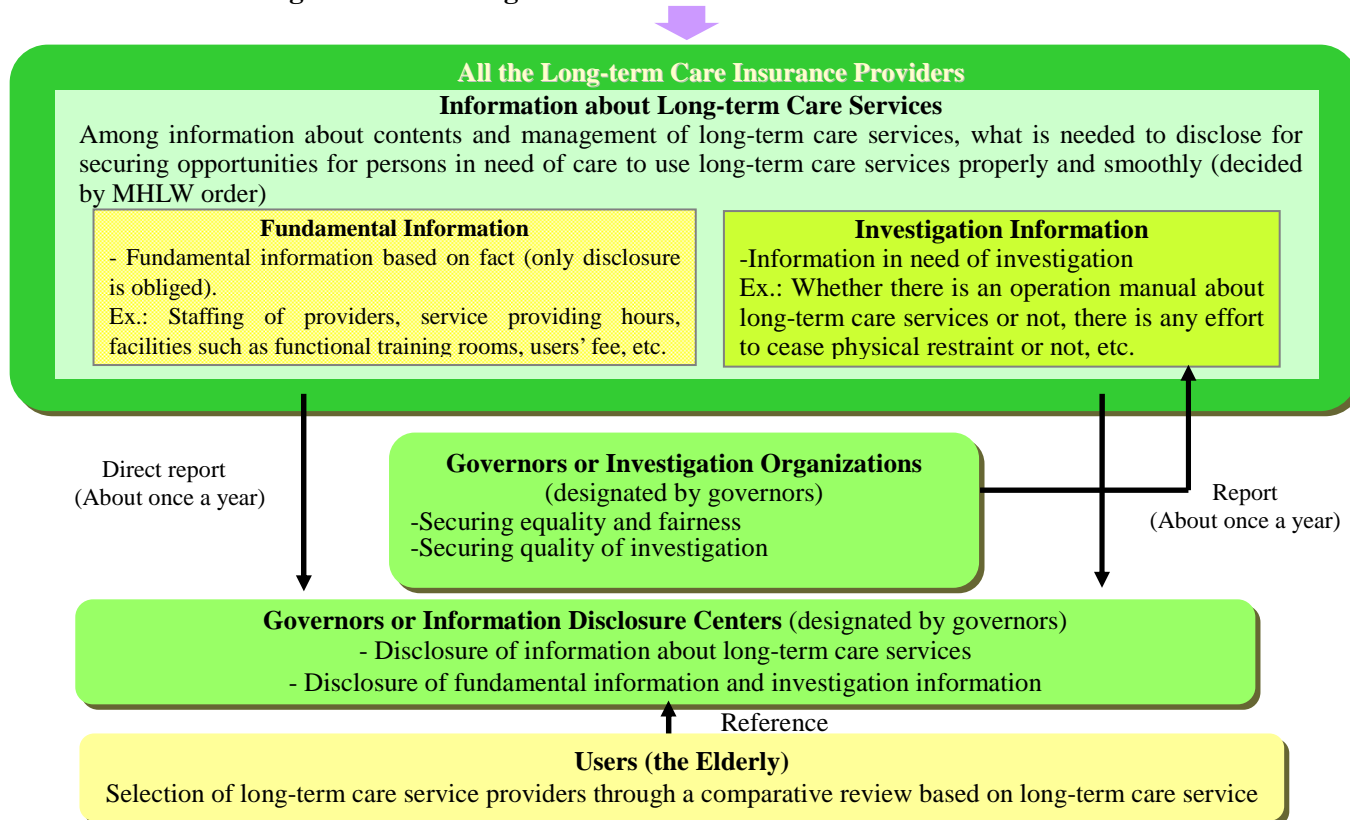 All the Long-term Care Insurance Providers
Information about Long-term Care Services
Among information about contents and management of long-term care services, what is needed to disclose for
securing opportunities for persons in need of care to use long-term care services properly and smoothly (decided
by MHLW order)
Fundamental Information
- Fundamental information based on fact (only disclosure
is obliged).
Ex.: Staffing of providers, service providing hours,
facilities such as functional training rooms, users' fee, etc.
Investigation Information
-Information in need of investigation
Ex.: Whether there is an operation manual about
long-term care services or not, there is any effort
to cease physical restraint or not, etc.
Direct report
(About once a year)
Governors or Investigation Organizations
(designated by governors)
-Securing equality and fairness
-Securing quality of investigation
Report
(About once a year)
Governors or Information Disclosure Centers (designated by governors)
- Disclosure of information about long-term care services
- Disclosure of fundamental information and investigation information
Reference
Users (the Elderly)
Selection of long-term care service providers through a comparative review based on long-term care service